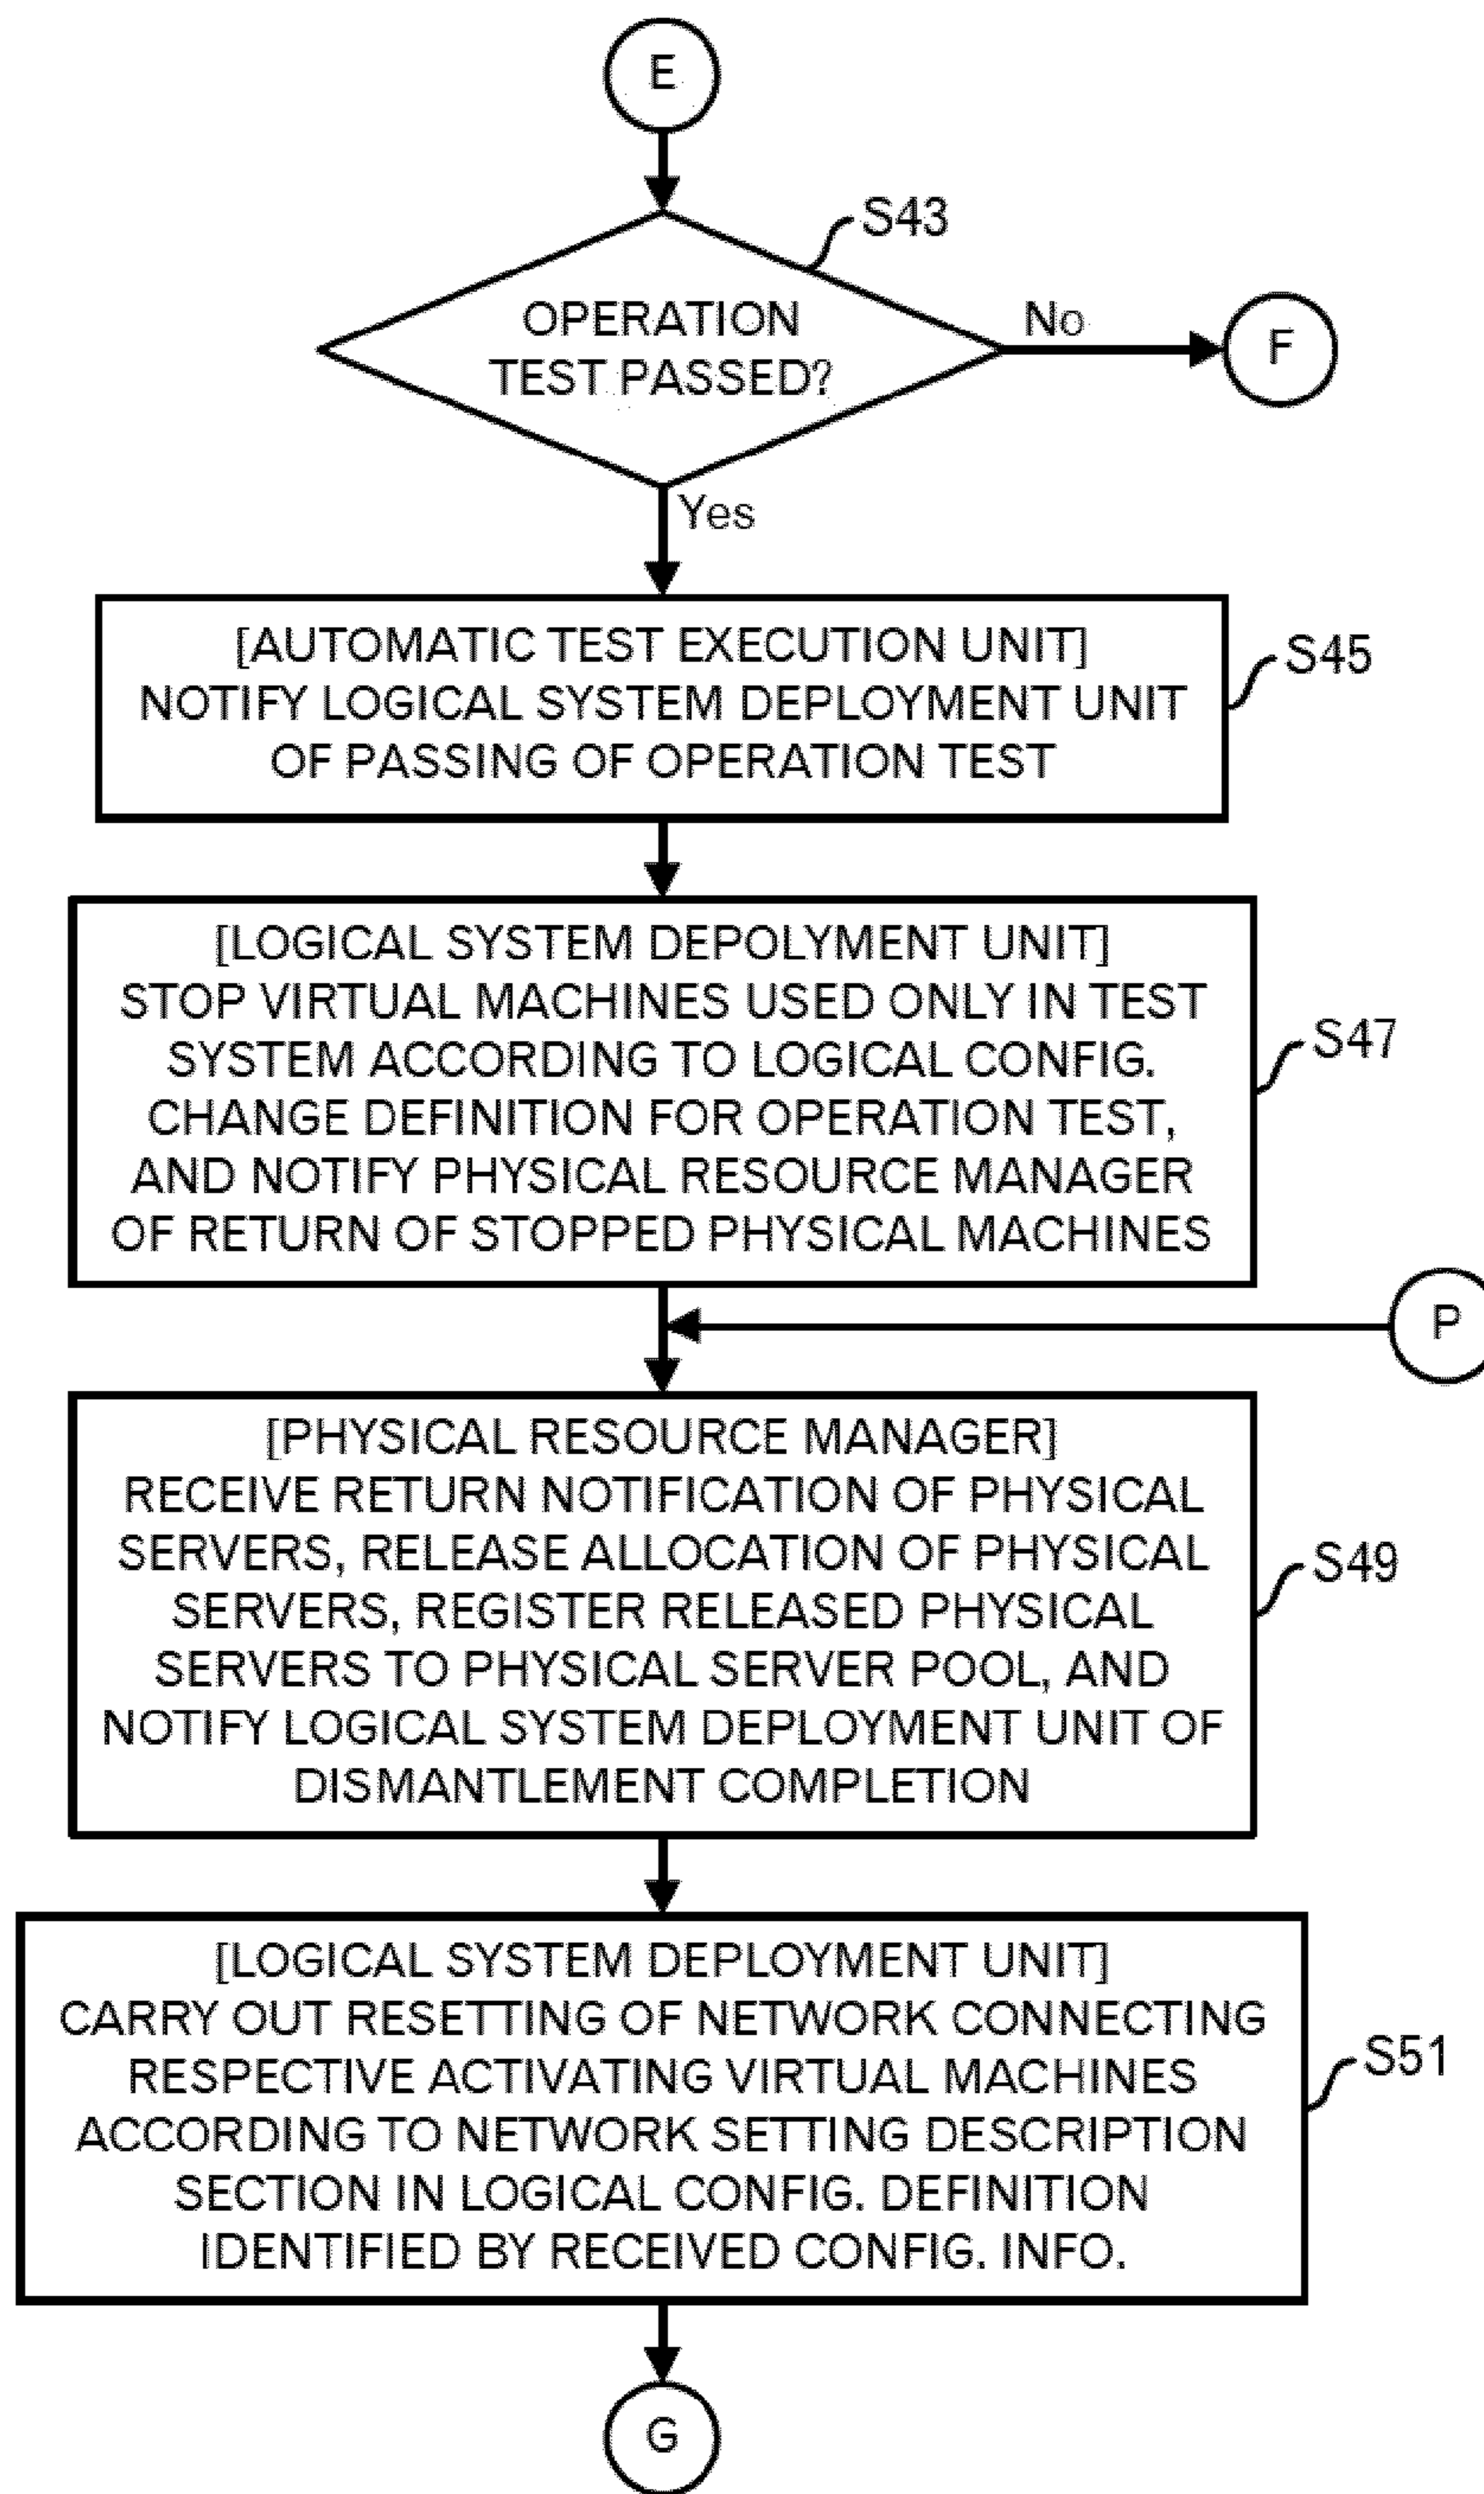 E
S43
OPERATION
TEST PASSED?
No
F
Yes
[AUTOMATIC TEST EXECUTION UNIT]
NOTIFY LOGICAL SYSTEM DEPLOYMENT UNIT
OF PASSING OF OPERATION TEST
S45
[LOGICAL SYSTEM DEPOLYMENT UNIT]
STOP VIRTUAL MACHINES USED ONLY IN TEST
SYSTEM ACCORDING TO LOGICAL CONFIG.
CHANGE DEFINITION FOR OPERATION TEST,
AND NOTIFY PHYSICAL RESOURCE MANAGER
OF RETURN OF STOPPED PHYSICAL MACHINES
S47
P
[PHYSICAL RESOURCE MANAGER]
RECEIVE RETURN NOTIFICATION OF PHYSICAL
SERVERS, RELEASE ALLOCATION OF PHYSICAL
SERVERS, REGISTER RELEASED PHYSICAL
SERVERS TO PHYSICAL SERVER POOL, AND
NOTIFY LOGICAL SYSTEM DEPLOYMENT UNIT OF
DISMANTLEMENT COMPLETION
S49
[LOGICAL SYSTEM DEPLOYMENT UNIT]
CARRY OUT RESETTING OF NETWORK CONNECTING
RESPECTIVE ACTIVATING VIRTUAL MACHINES
ACCORDING TO NETWORK SETTING DESCRIPTION
SECTION IN LOGICAL CONFIG. DEFINITION
IDENTIFIED BY RECEIVED CONFIG. INFO.
S51
G